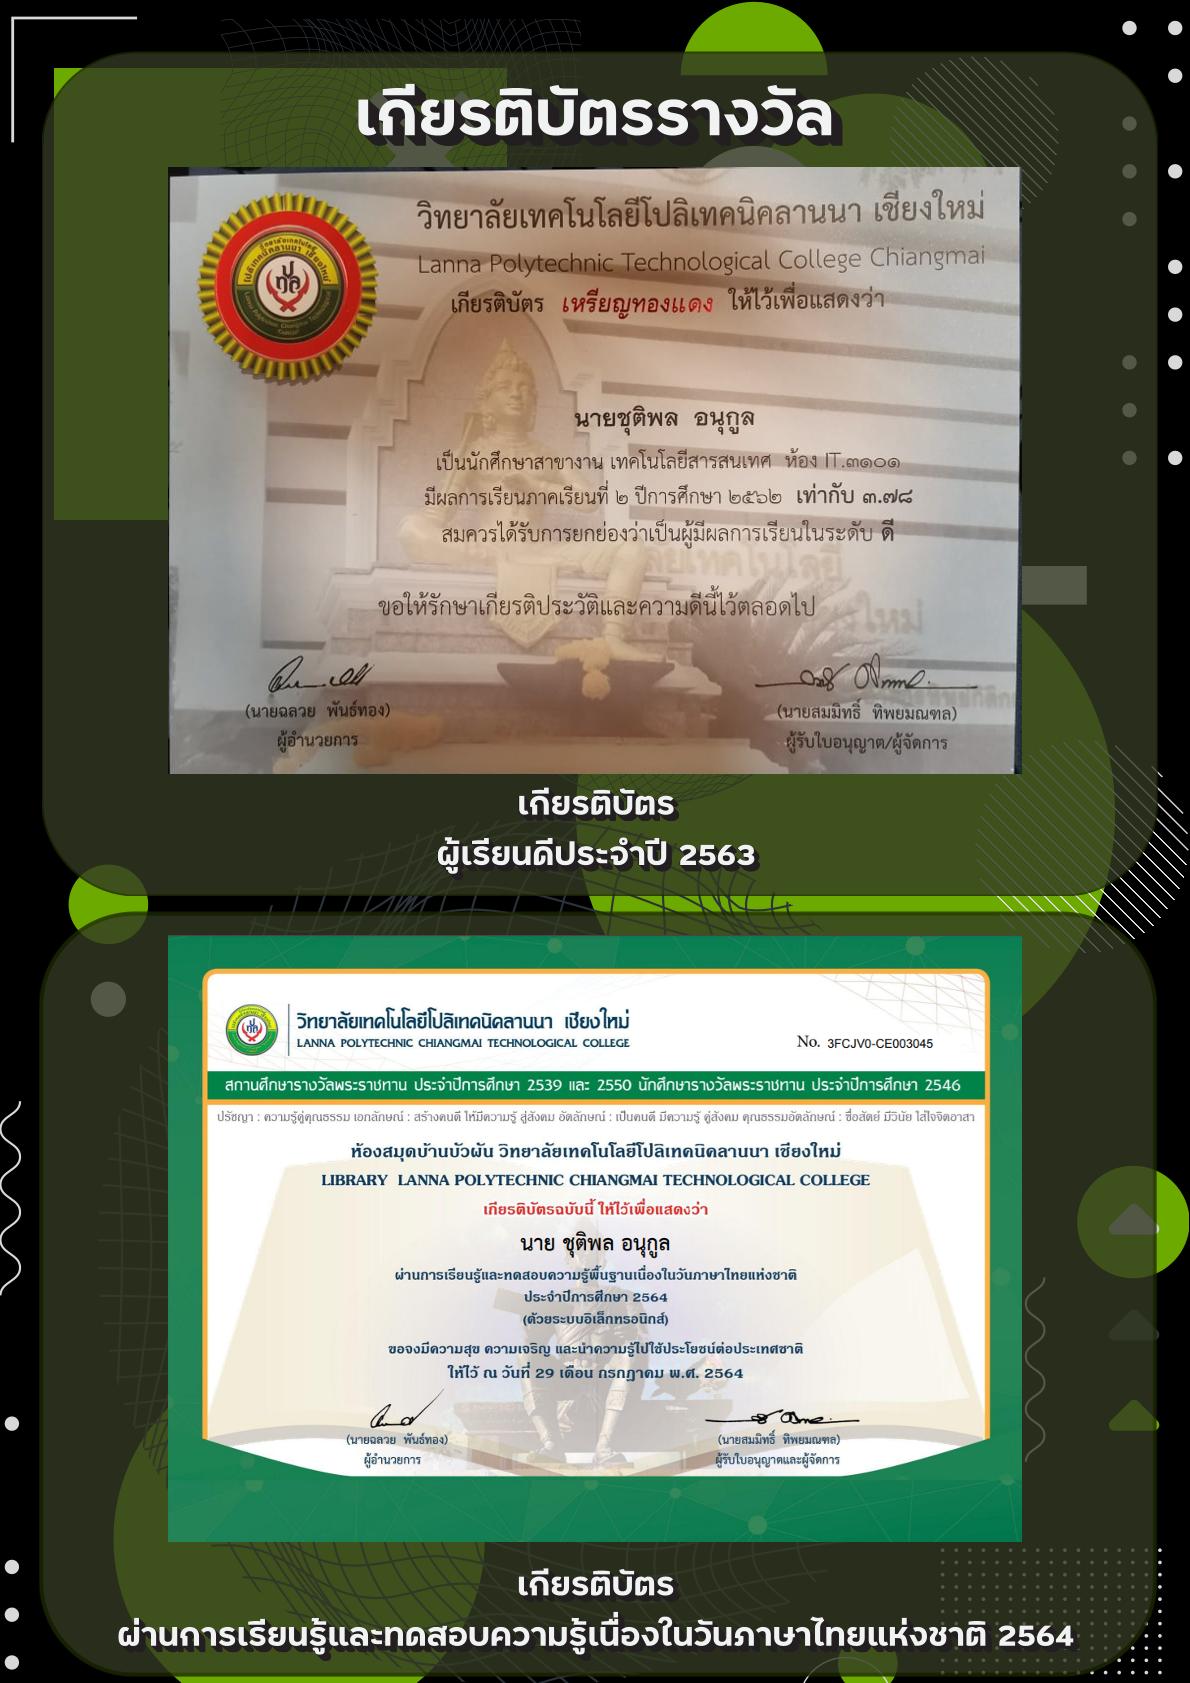 เกียรติบัตรรางวัล
วิทยาลัยเทคโนโลยีโปลิเทคนิคลานนา เชียงใหม่
Lanna Polytechnic Technological College Chiangmai
เกียรติบัตร เหรียญทองแดง ให้ไว้เพื่อแสดงว่า
นายชุติพล อนุกูล
เป็นนักศึกษาสาขางาน เทคโนโลยีสารสนเทศ ห้อง IT.๓๑๐๑
มีผลการเรียนภาคเรียนที่ ๒ ปีการศึกษา ๒๕๖๒ เท่ากับ ๓.๗๘
สมควรได้รับการยกย่องว่าเป็นผู้มีผลการเรียนในระดับ ดี
ขอให้รักษาเกียรติประวัติและความดีนี้ไว้ตลอดไป
(นายฉลวย พันธ์ทอง)
ผู้อำนวยการ
(นายสมมิทธิ์ ทิพยมณฑล)
ผู้รับใบอนุญาต/ผู้จัดการ
เกียรติบัตร
ผู้เรียนดีประจำปี 2563
วิทยาลัยเทคโนโลยีโปลิเทคนิคลานนา เชียงใหม่
LANNA POLYTECHNIC CHIANGMAI TECHNOLOGICAL COLLEGE
No. 3FCJV0-CE003045
สถานศึกษารางวัลพระราชทาน ประจำปีการศึกษา 2539 และ 2550 นักศึกษารางวัลพระราชทาน ประจำปีการศึกษา 2546
ปรัชญา : ความรู้คู่คุณธรรม เอกลักษณ์ : สร้างคนดี ให้มีความรู้ สู่สังคม อัตลักษณ์ : เป็นคนดี มีความรู้ คู่สังคม คุณธรรมอัตลักษณ์ : ซื่อสัตย์ มีวินัย ใส่ใจจิตอาสา
ห้องสมุดบ้านบัวผัน วิทยาลัยเทคโนโลยีโปลิเทคนิคลานนา เชียงใหม่
LIBRARY LANNA POLYTECHNIC CHIANGMAI TECHNOLOGICAL COLLEGE
เกียรติบัตรฉบับนี้ ให้ไว้เพื่อแสดงว่า
นาย ชุติพล อนุกูล
ผ่านการเรียนรู้และทดสอบความรู้พื้นฐานเนื่องในวันภาษาไทยแห่งชาติ
ประจำปีการศึกษา 2564
(ด้วยระบบอิเล็กทรอนิกส์)
ขอจงมีความสุข ความเจริญ และนำความรู้ไปใช้ประโยชน์ต่อประเทศชาติ
ให้ไว้ ณ วันที่ 29 เดือน กรกฎาคม พ.ศ. 2564
(นายฉลวย พันธ์ทอง)
ผู้อำนวยการ
(นายสมมิทธิ์ ทิพยมณฑล)
ผู้รับใบอนุญาตและผู้จัดการ
เกียรติบัตร
ผ่านการเรียนรู้และทดสอบความรู้เนื่องในวันภาษาไทยแห่งชาติ 2564